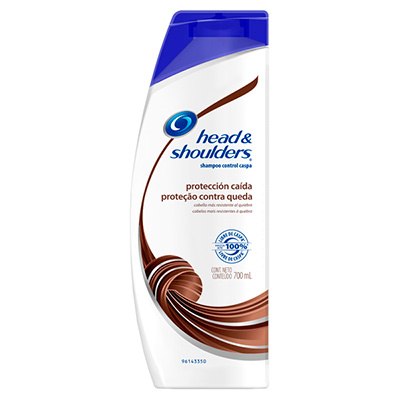 head &
shoulders®
shampoo control caspa
protección caída
proteção contra queda
cabello más resistente al quiebre
cabelos mais resistentes à quebra
LIBRE DE CASPA
100%
LIVRE DE CASPA
CONT. NETO
CONTEÚDO 700 mL
96143350